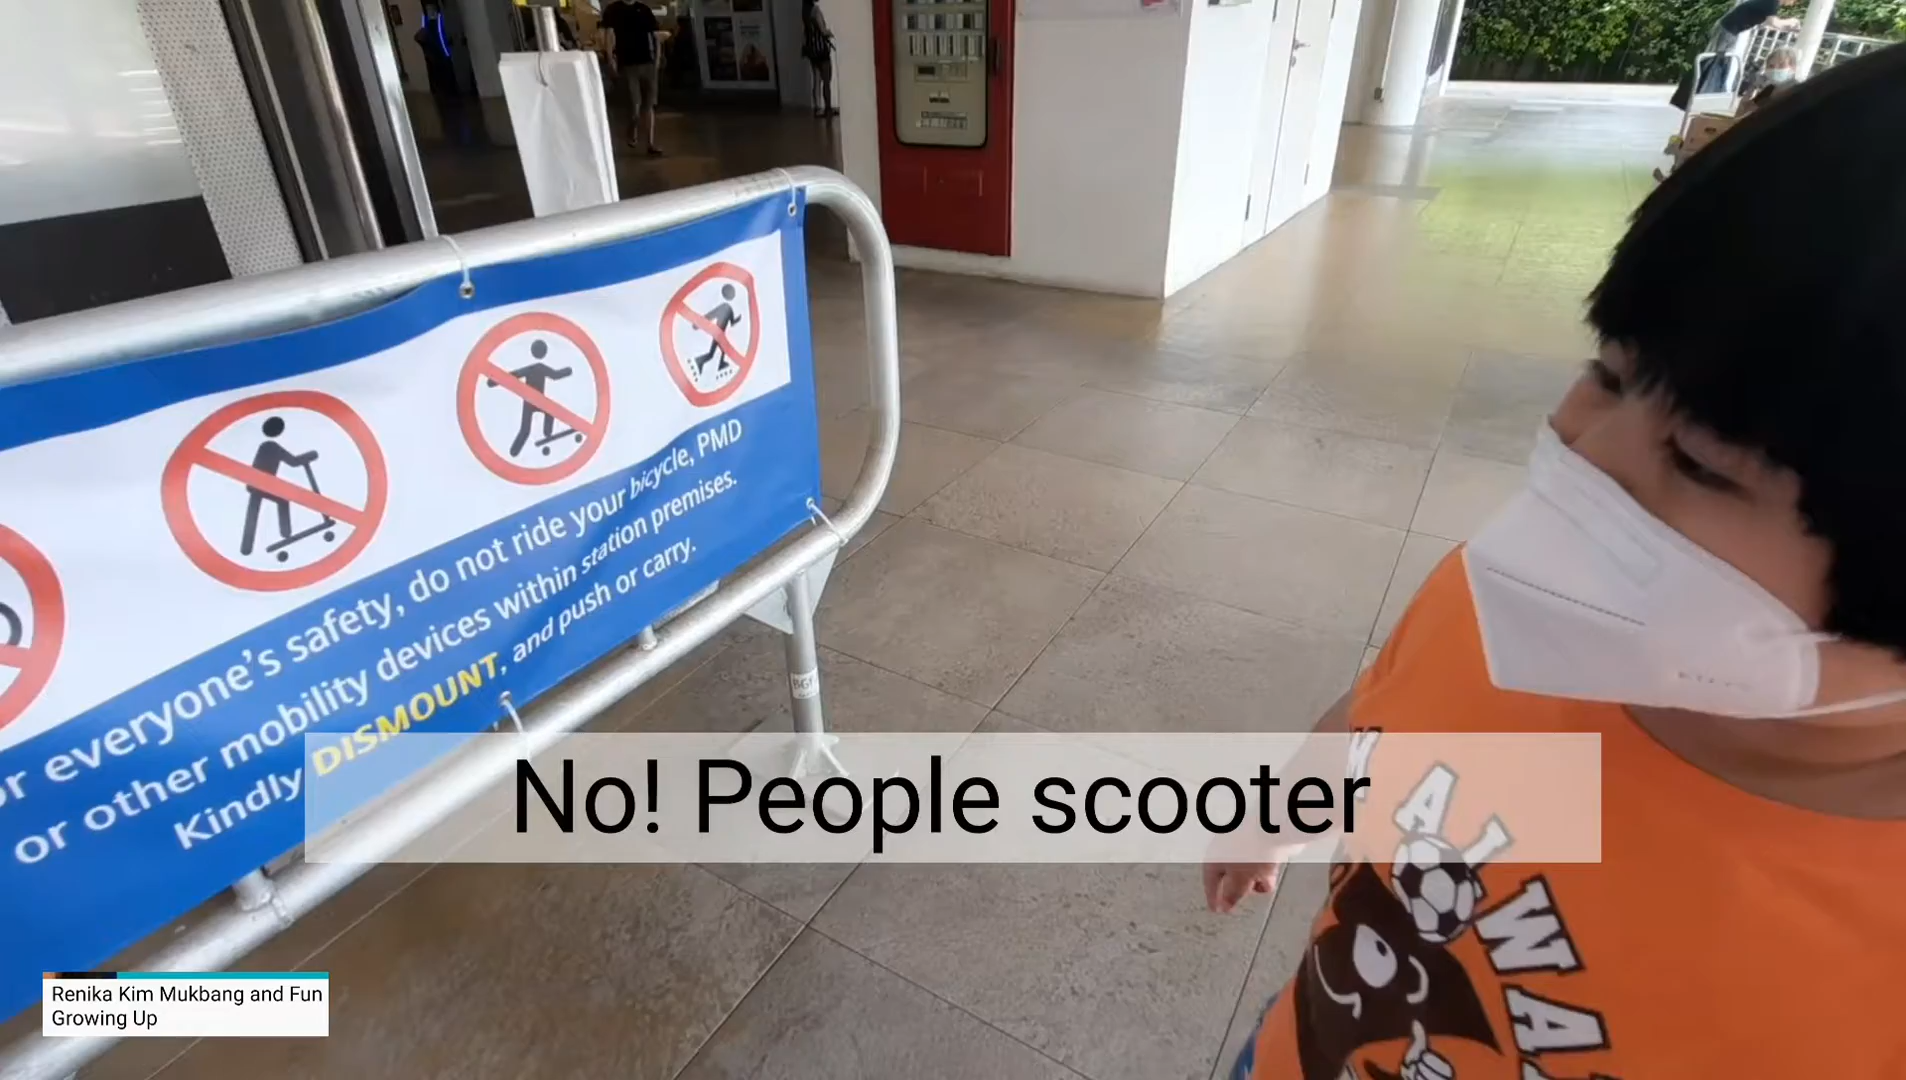 r everyone's safety, do not ride your bicycle, PMD
or other mobility devices within station premises.
Kindly DISMOUNT, and push or carry.
No! People scooter
Renika Kim Mukbang and Fun
Growing Up